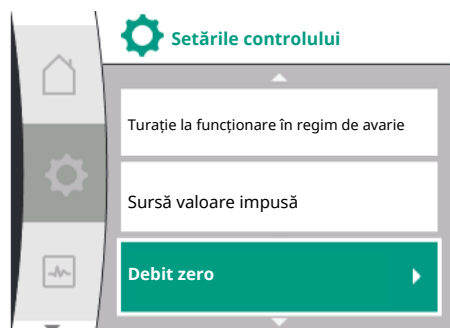 Setările controlului
Turație la funcționare în regim de avarie
Sursă valoare impusă
Debit zero